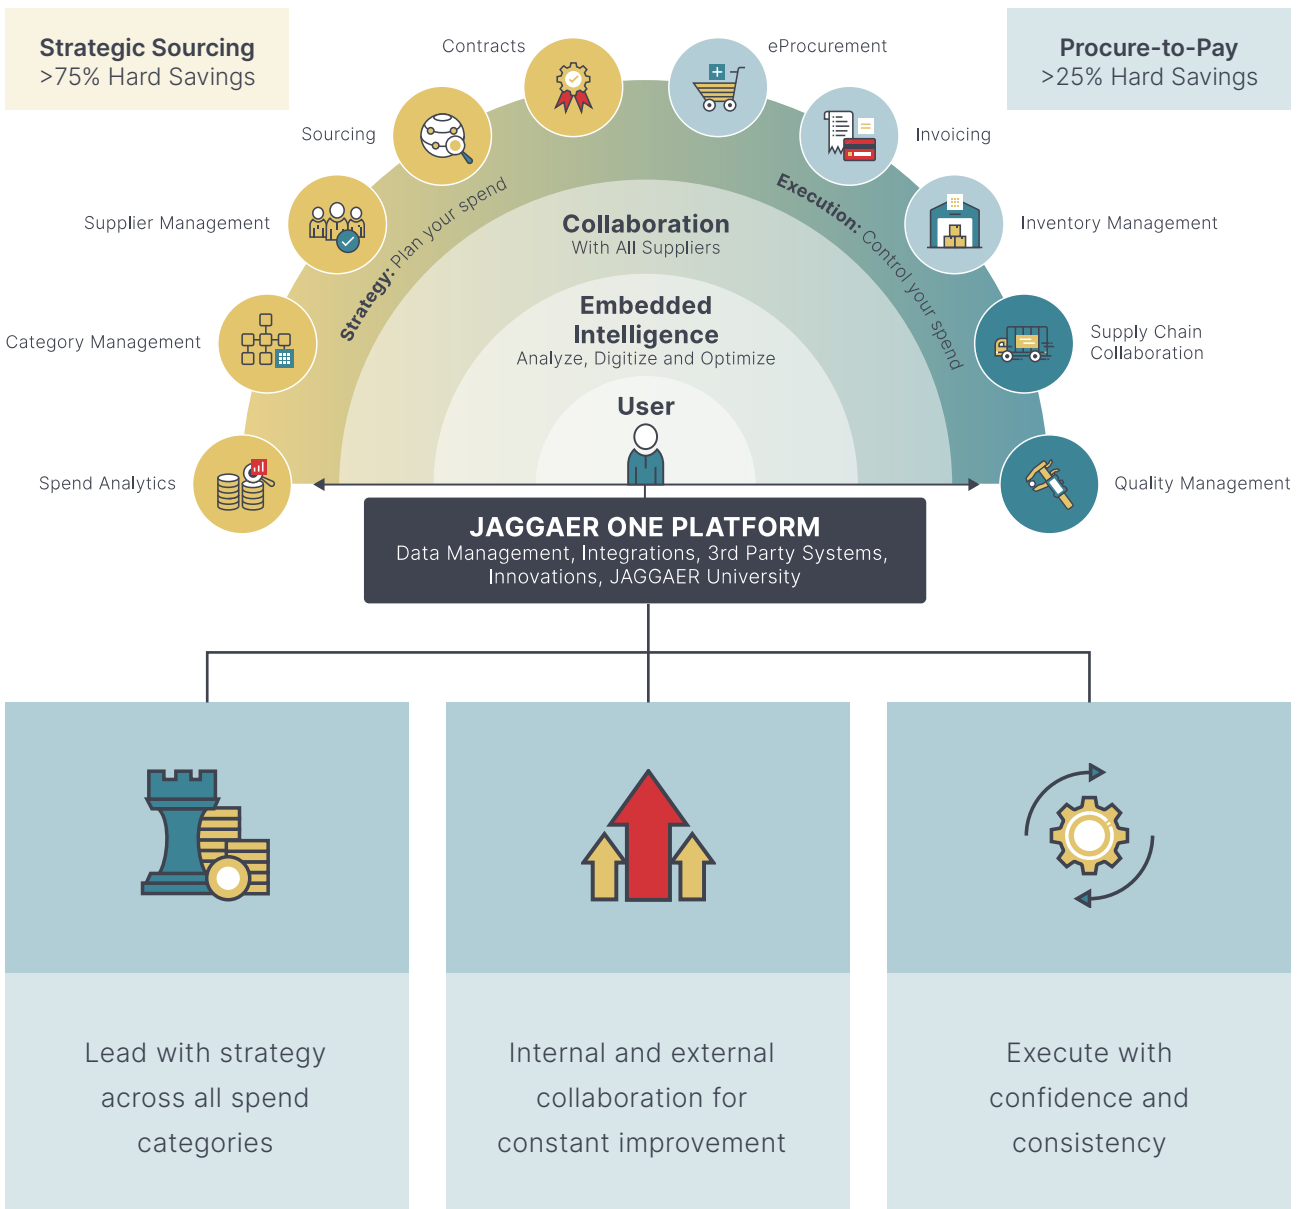 Strategic Sourcing
>75% Hard Savings
Procure-to-Pay
>25% Hard Savings
Contracts
eProcurement
Sourcing
Invoicing
Supplier Management
Inventory Management
Category Management
Supply Chain
Collaboration
Spend Analytics
Quality Management
Strategy: Plan your spend
Execution: Control your spend
Collaboration
With All Suppliers
Embedded
Intelligence
Analyze, Digitize and Optimize
User
JAGGAER ONE PLATFORM
Data Management, Integrations, 3rd Party Systems,
Innovations, JAGGAER University
Lead with strategy
across all spend
categories
Internal and external
collaboration for
constant improvement
Execute with
confidence and
consistency